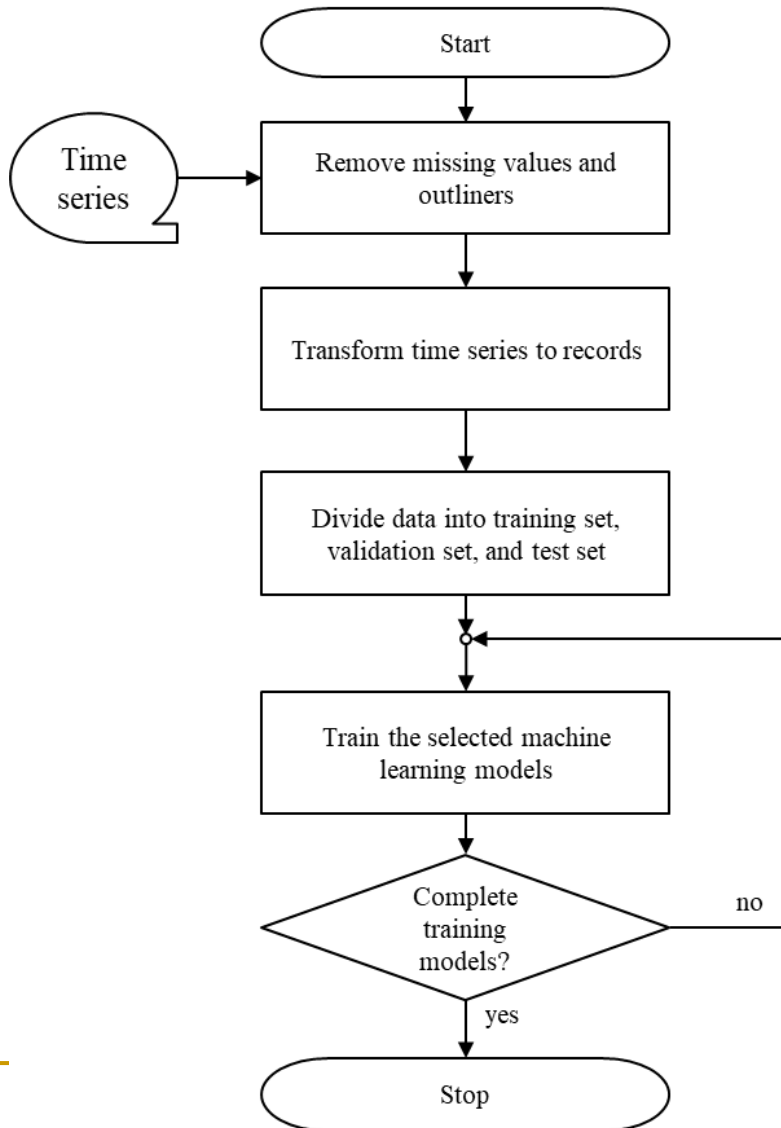 Start
Time
series
Remove missing values and
outliners
Transform time series to records
Divide data into training set,
validation set, and test set
Train the selected machine
learning models
Complete
training
models?
no
yes
Stop